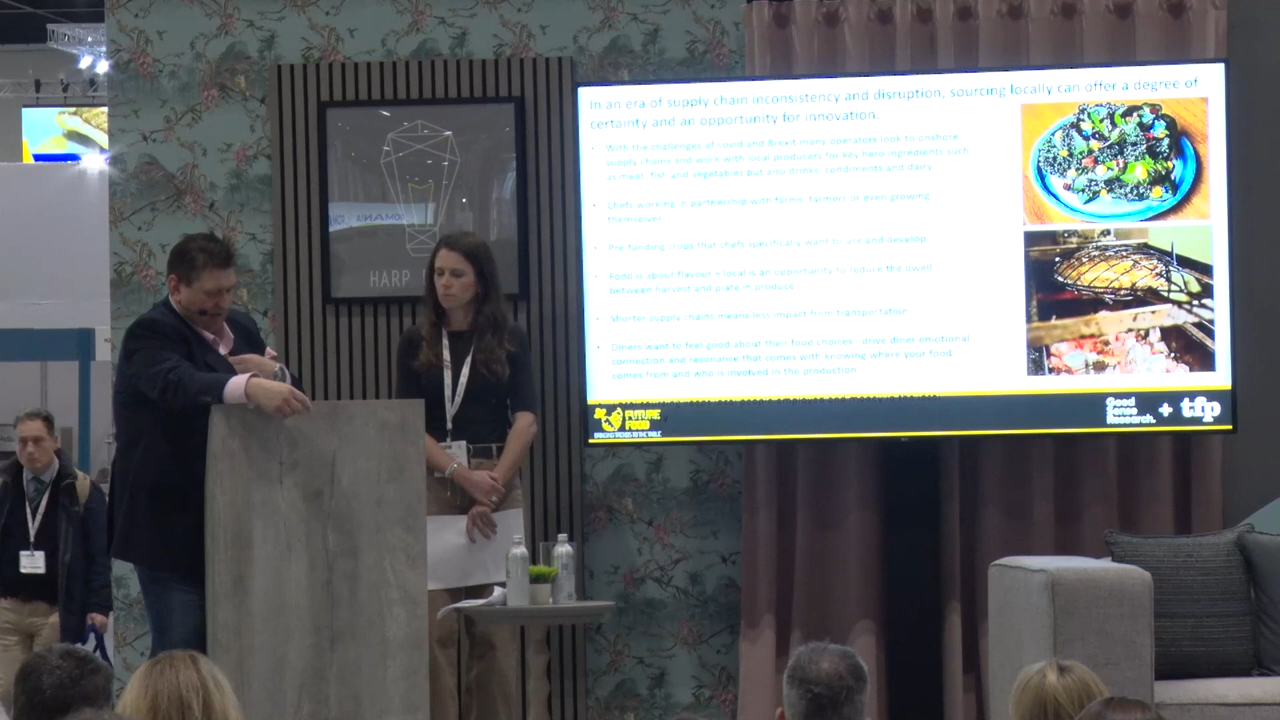 In an era of supply chain inconsistency and disruption, sourcing locally can offer a degree of
certainty and an opportunity for innovation.
With the challenges of covid and Brexit many operators look to onshore
supply chains and work with local producers for key hero ingredients such
as meat, fish and vegetables but also drinks, condiments and dairy
Chefs working in partnership with farms, farmers or even growing
themselves
Pre funding crops that chefs specifically want to use and develop
Food is about flavour + local is an opportunity to reduce the dwell
between harvest and plate in produce
Shorter supply chains means less impact from transportation
Diners want to feel good about their food choices - drive diner emotional
connection and resonance that comes with knowing where your food
comes from and who is involved in the production
FUTURE
FOOD
BRINGING TRENDS TO THE TABLE
Good
Sense
Research.
+ tfp
HARP